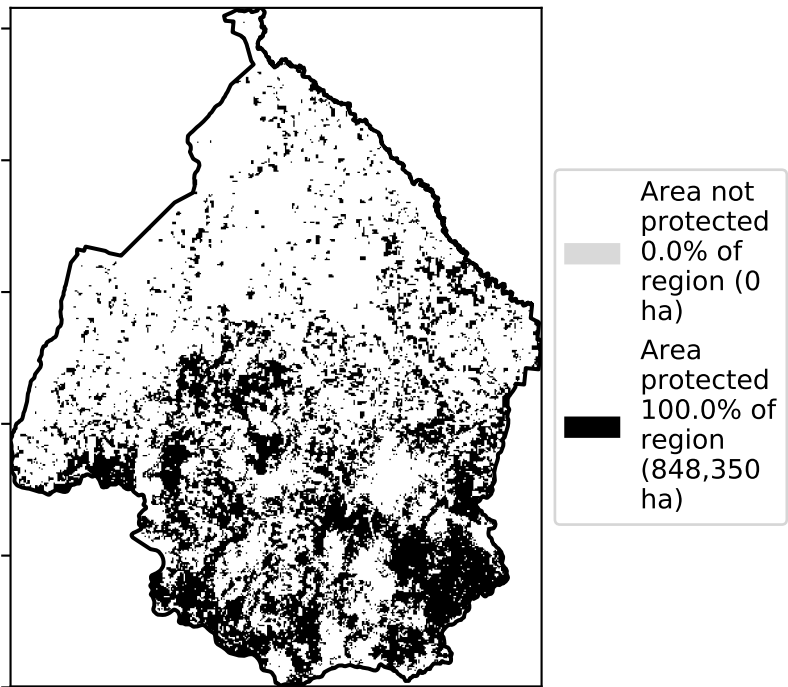 Area not
protected
0.0% of
region (0
ha)
Area
protected
100.0% of
region
(848,350
ha)